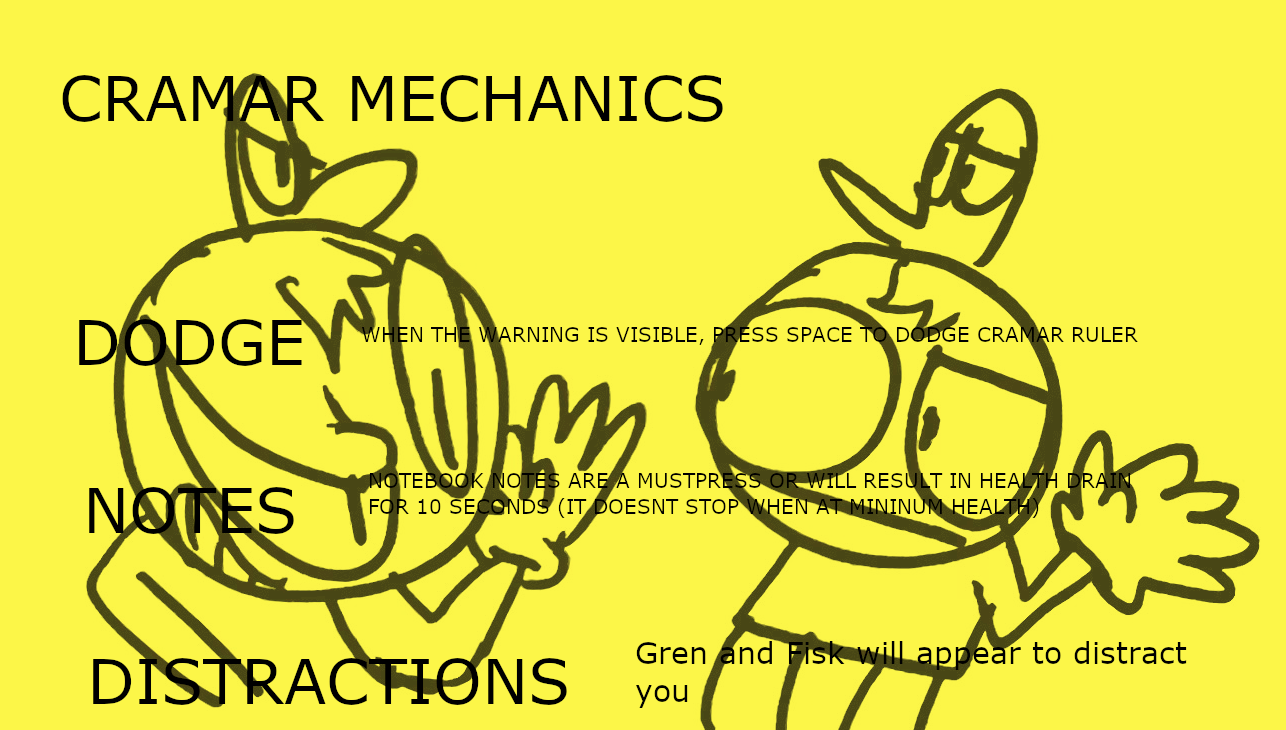 CRAMAR MECHANICS
DODGE
WHEN THE WARNING IS VISIBLE, PRESS SPACE TO DODGE CRAMAR RULER
NOTES
NOTEBOOK NOTES ARE A MUSTPRESS OR WILL RESULT IN HEALTH DRAIN
FOR 10 SECONDS (IT DOESNT STOP WHEN AT MININUM HEALTH)
DISTRACTIONS
Gren and Fisk will appear to distract
you